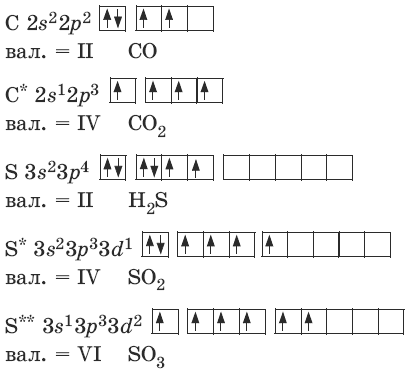 C 2s²2p²
вал. = II CO
C* 2s¹2p³
вал. = IV CO₂
S 3s²3p⁴
вал. = II H₂S
S* 3s²3p³3d¹
вал. = IV SO₂
S** 3s¹3p³3d²
вал. = VI SO₃